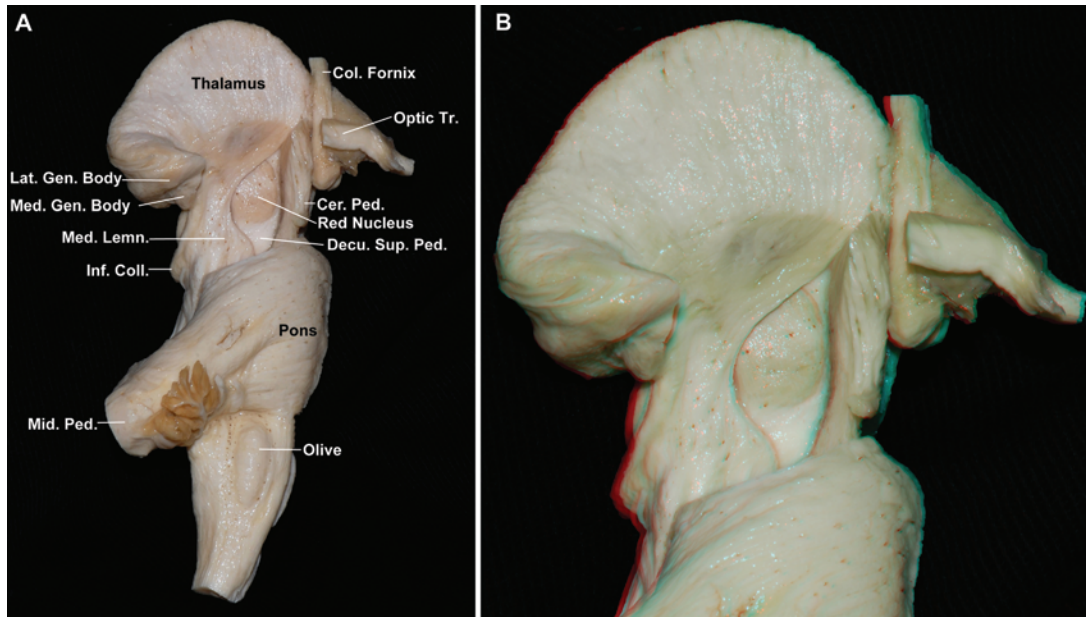 A
B
Thalamus
Col. Fornix
Optic Tr.
Lat. Gen. Body
Med. Gen. Body
Cer. Ped.
Red Nucleus
Med. Lemn.
Decu. Sup. Ped.
Inf. Coll.
Pons
Mid. Ped.
Olive